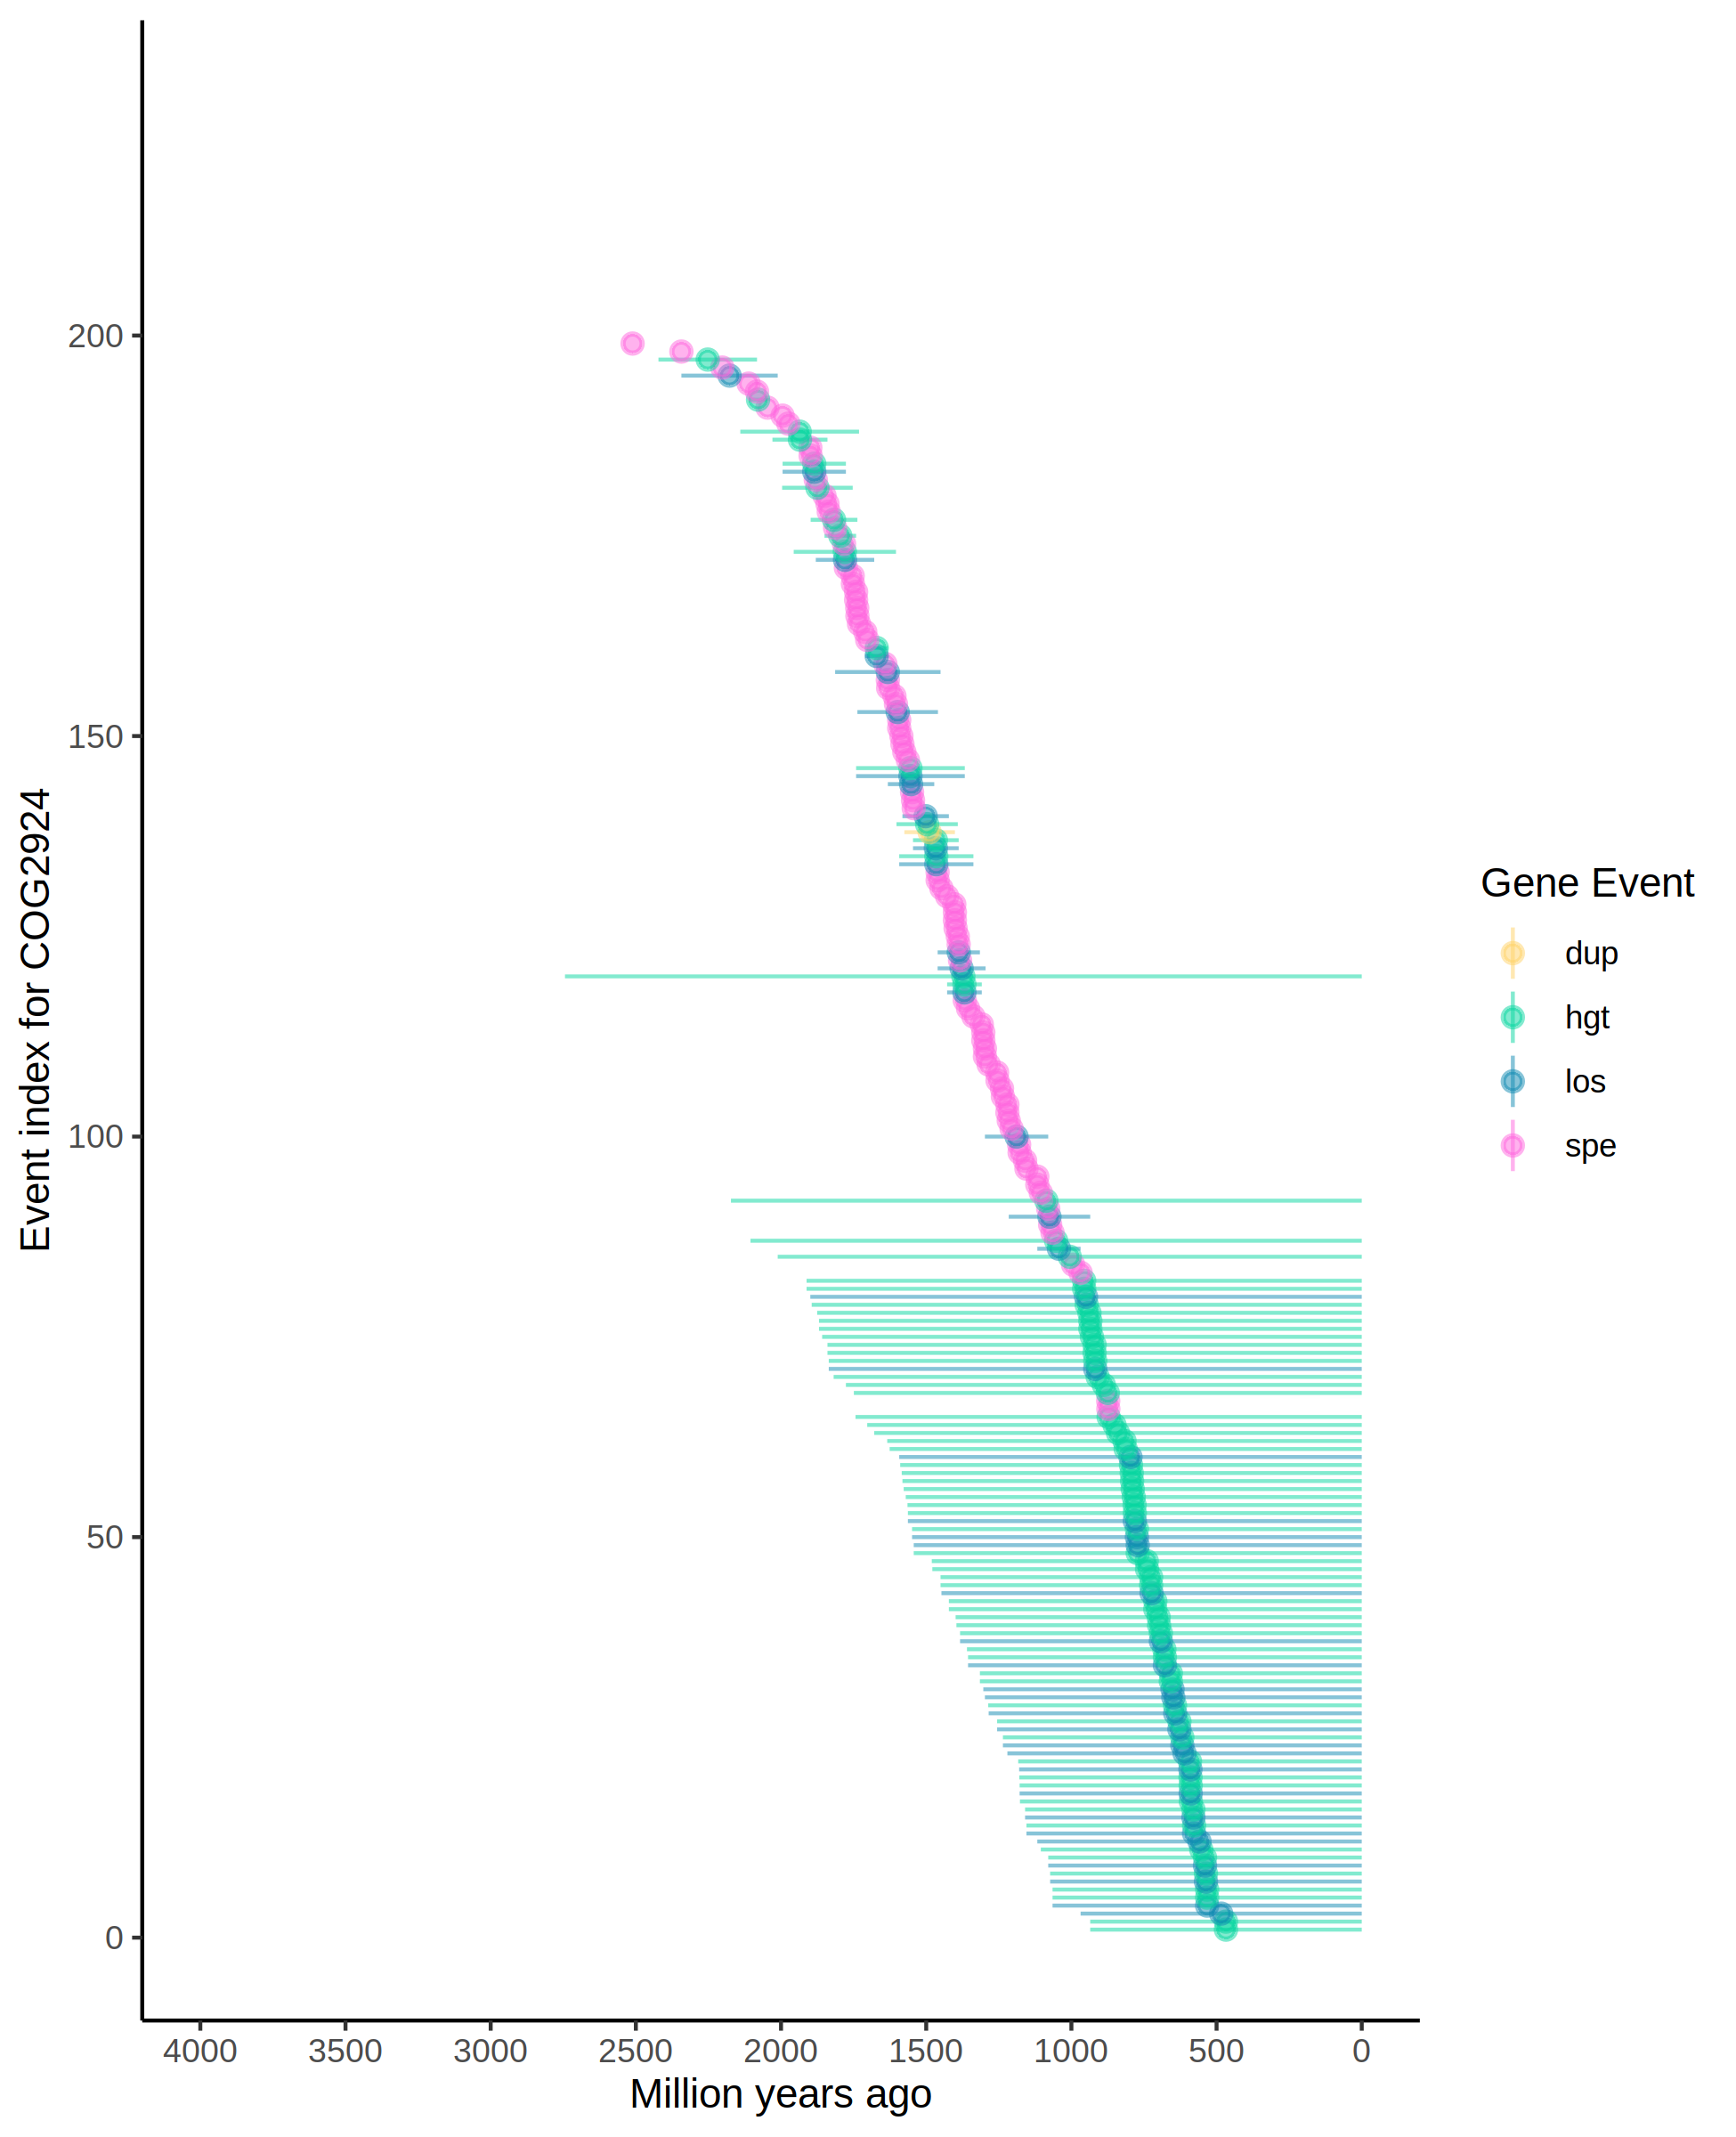 Event index for COG2924
200
150
100
50
0
4000 3500 3000 2500 2000 1500 1000 500 0
Million years ago
Gene Event
dup
hgt
los
spe